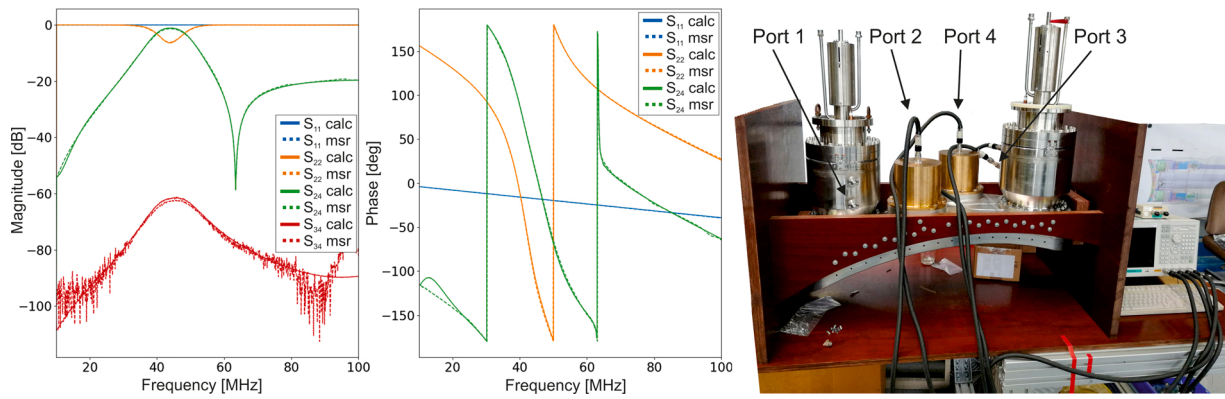 0
−20
−40
−60
−80
−100
Magnitude [dB]
20 40 60 80 100
Frequency [MHz]
S₁₁ calc
S₁₁ msr
S₂₂ calc
S₂₂ msr
S₂₄ calc
S₂₄ msr
S₃₄ calc
S₃₄ msr
150
100
50
0
−50
−100
−150
Phase [deg]
20 40 60 80 100
Frequency [MHz]
S₁₁ calc
S₁₁ msr
S₂₂ calc
S₂₂ msr
S₂₄ calc
S₂₄ msr
Port 1 Port 2 Port 4 Port 3